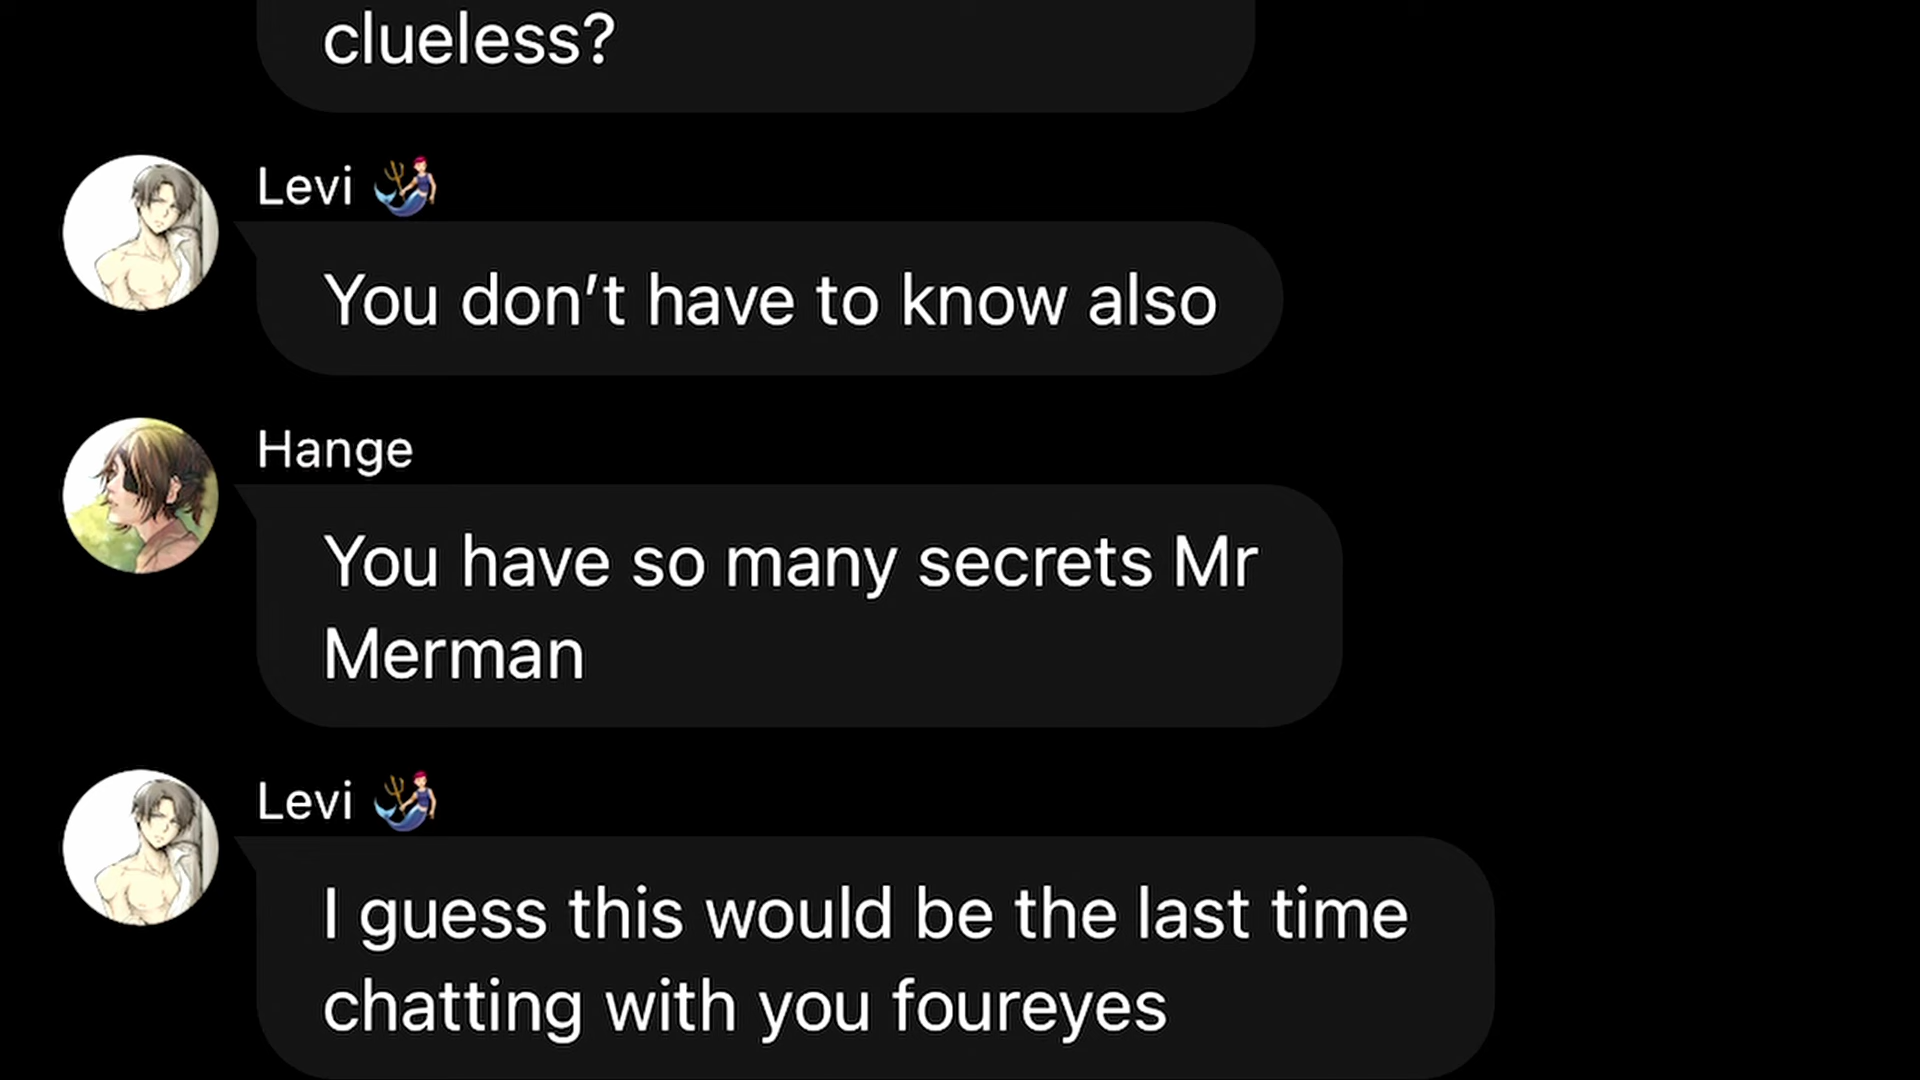 clueless?
Levi 🧜‍♂️
You don’t have to know also
Hange
You have so many secrets Mr
Merman
Levi 🧜‍♂️
I guess this would be the last time
chatting with you foureyes